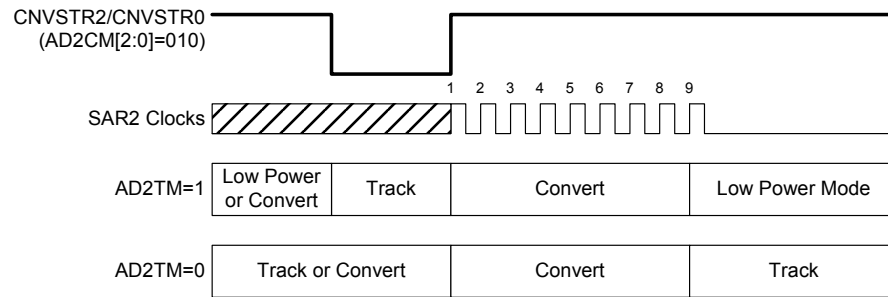 CNVSTR2/CNVSTR0
(AD2CM[2:0]=010)
1 2 3 4 5 6 7 8 9
SAR2 Clocks
AD2TM=1
Low Power
or Convert
Track
Convert
Low Power Mode
AD2TM=0
Track or Convert
Convert
Track